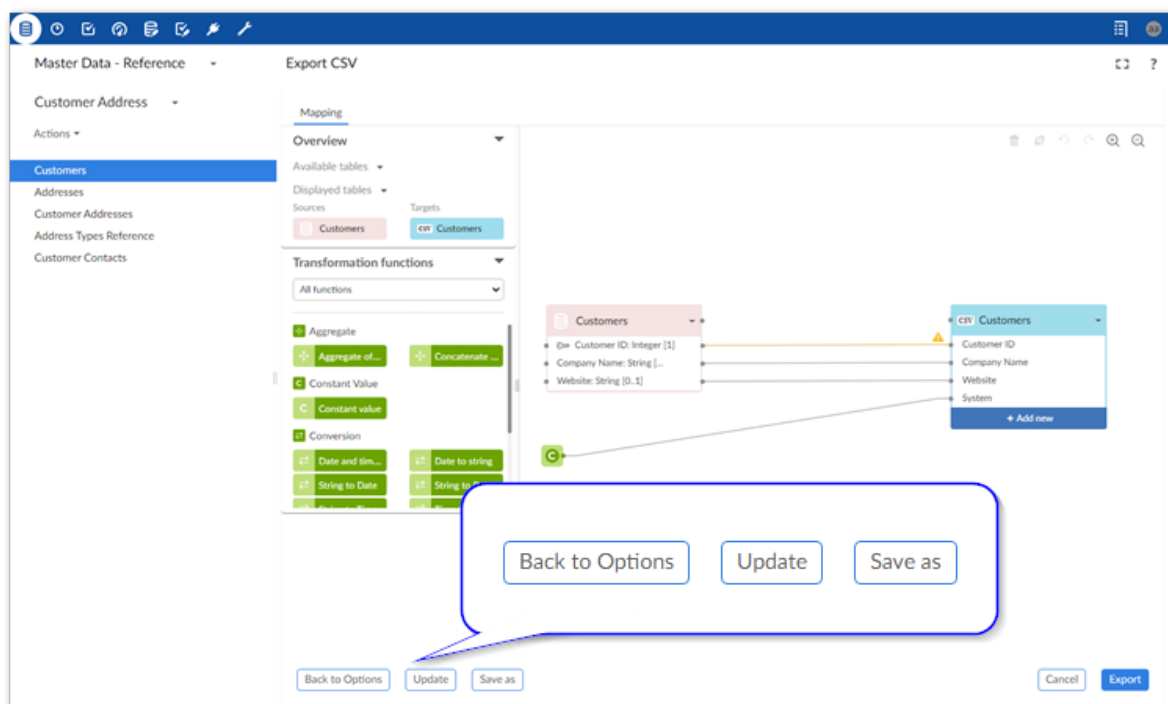 Master Data - Reference
Export CSV
?
Customer Address
Actions
Customers
Addresses
Customer Addresses
Address Types Reference
Customer Contacts
Mapping
Overview
Available tables
Displayed tables
Sources Targets
Customers CSV Customers
Transformation functions
All functions
Aggregate
Aggregate of... Concatenate ...
C Constant Value
C Constant value
Conversion
Date and tim... Date to string
String to Date
Customers
Customer ID: Integer [1]
Company Name: String [...
Website: String [0..1]
C
CSV Customers
Customer ID
Company Name
Website
System
+ Add new
Back to Options Update Save as
Back to Options Update Save as
Cancel Export